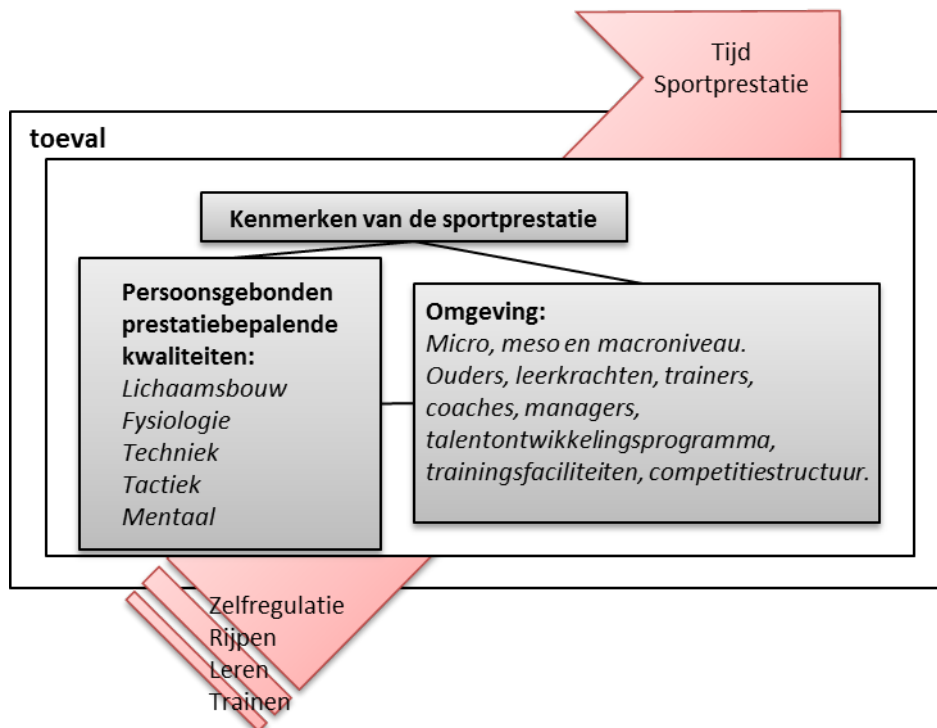 Tijd
Sportprestatie
toeval
Kenmerken van de sportprestatie
Persoonsgebonden
prestatiebepalende
kwaliteiten:
Lichaamsbouw
Fysiologie
Techniek
Tactiek
Mentaal
Omgeving:
Micro, meso en macroniveau.
Ouders, leerkrachten, trainers,
coaches, managers,
talentontwikkelingsprogramma,
trainingsfaciliteiten, competitiestructuur.
Zelfregulatie
Rijpen
Leren
Trainen